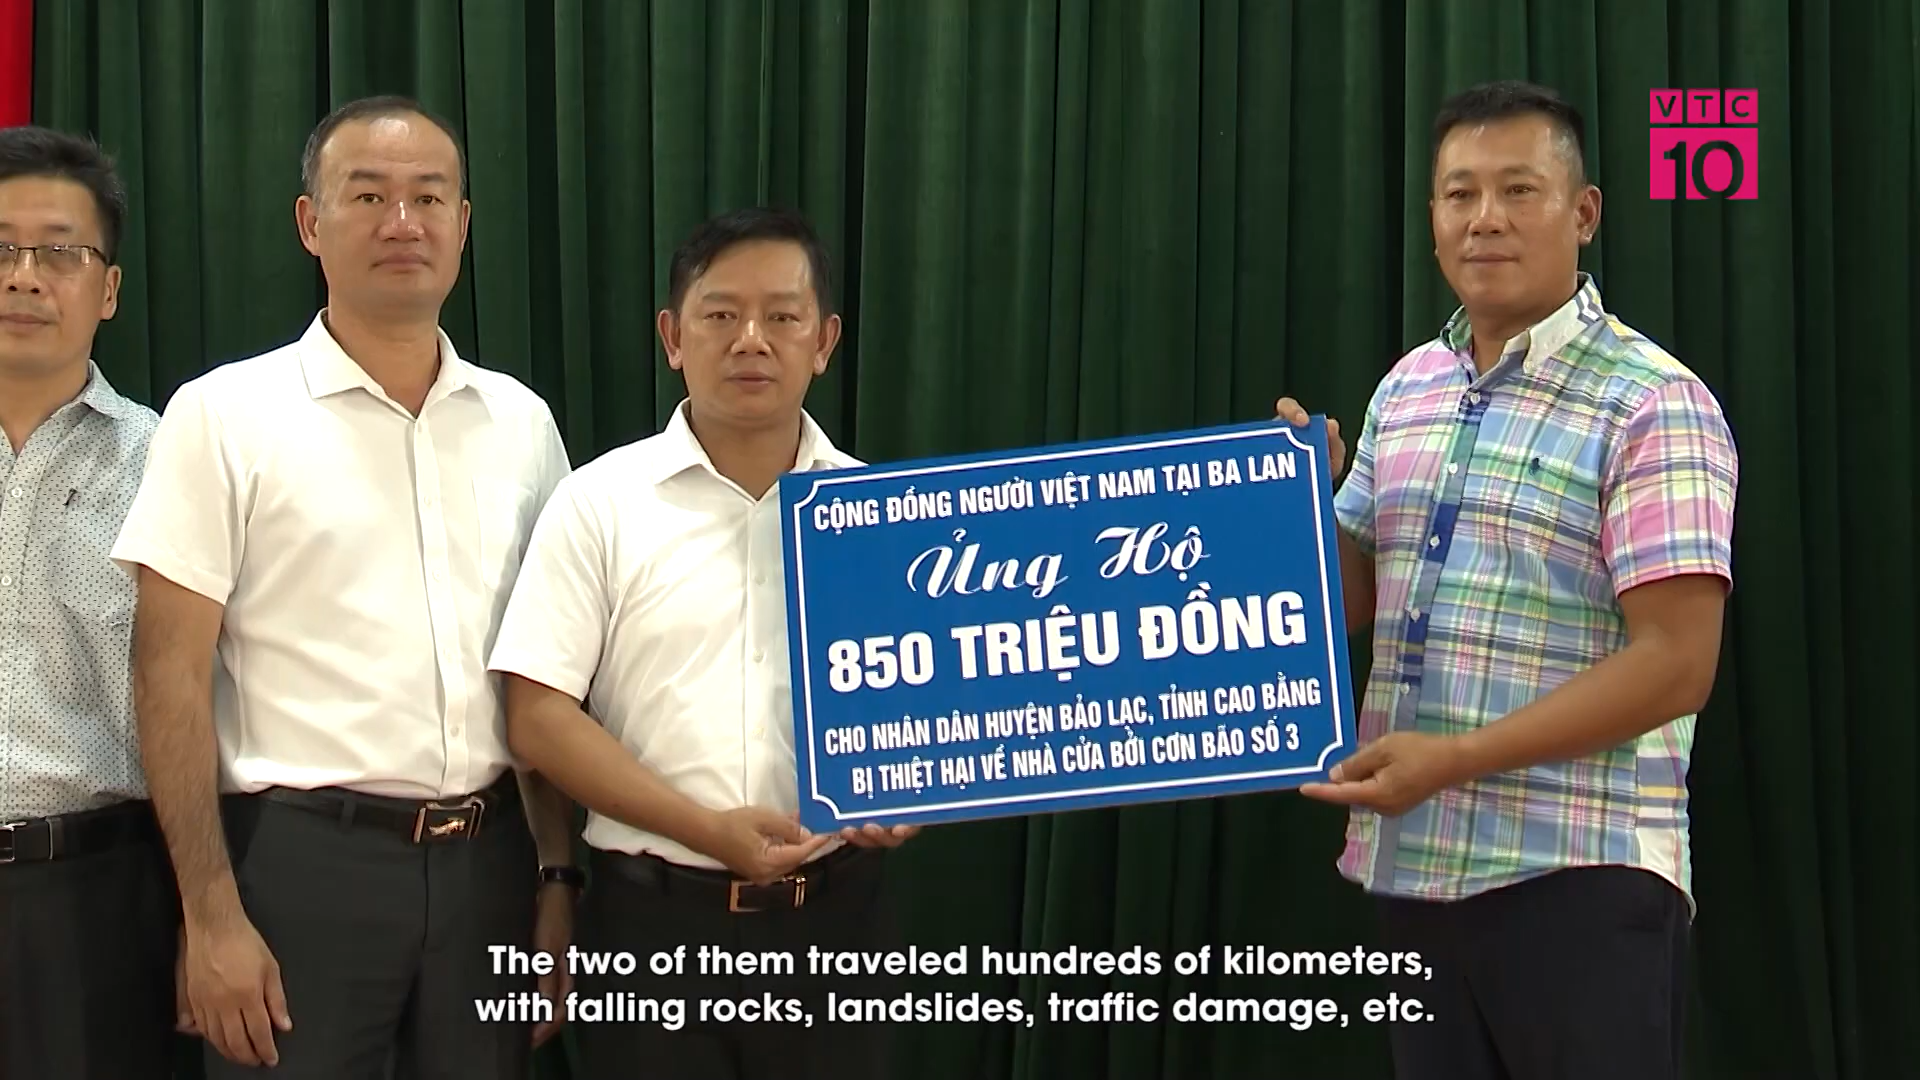 VTC
10
CỘNG ĐỒNG NGƯỜI VIỆT NAM TẠI BA LAN
Ủng Hộ
850 TRIỆU ĐỒNG
CHO NHÂN DÂN HUYỆN BẢO LẠC, TỈNH CAO BẰNG
BỊ THIỆT HẠI VỀ NHÀ CỬA BỞI CƠN BÃO SỐ 3
The two of them traveled hundreds of kilometers,
with falling rocks, landslides, traffic damage, etc.